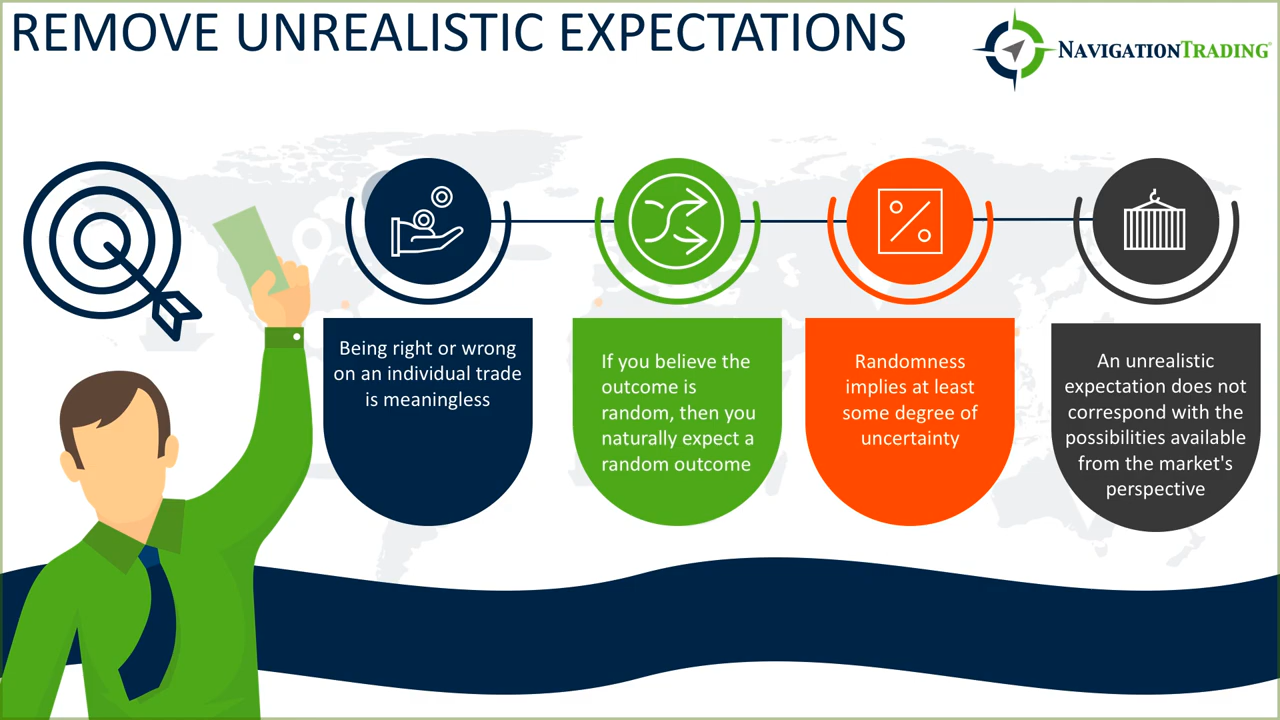 REMOVE UNREALISTIC EXPECTATIONS
NAVIGATIONTRADING®
Being right or wrong
on an individual trade
is meaningless
If you believe the
outcome is
random, then you
naturally expect a
random outcome
Randomness
implies at least
some degree of
uncertainty
An unrealistic
expectation does not
correspond with the
possibilities available
from the market's
perspective